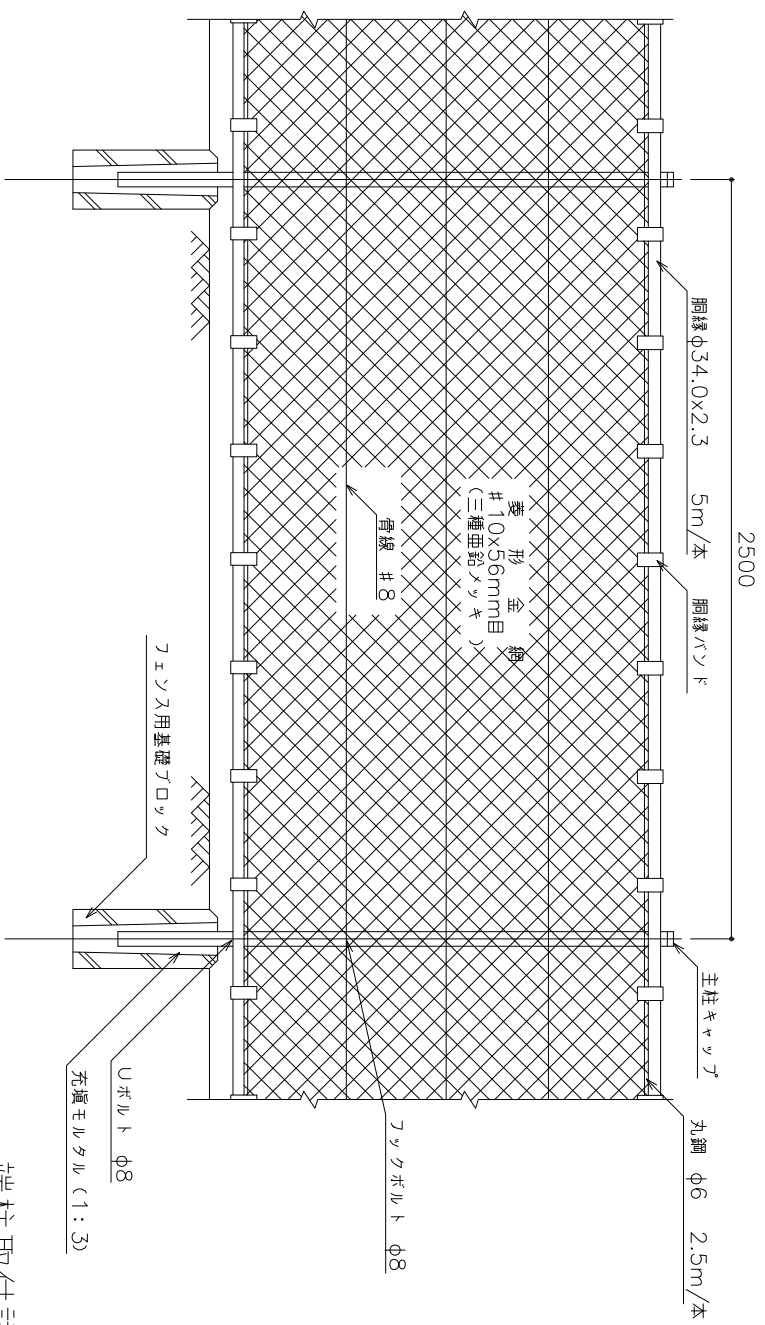 2500
胴縁φ34.0x2.3 5m/本
胴縁バンド
主柱キャップ
丸鋼 φ6 2.5m/本
菱形金網
#10x56mm目
(三種亜鉛メッキ)
骨線 #8
フックボルト φ8
フェンス用基礎ブロック
Uボルト φ8
充填モルタル(1:3)